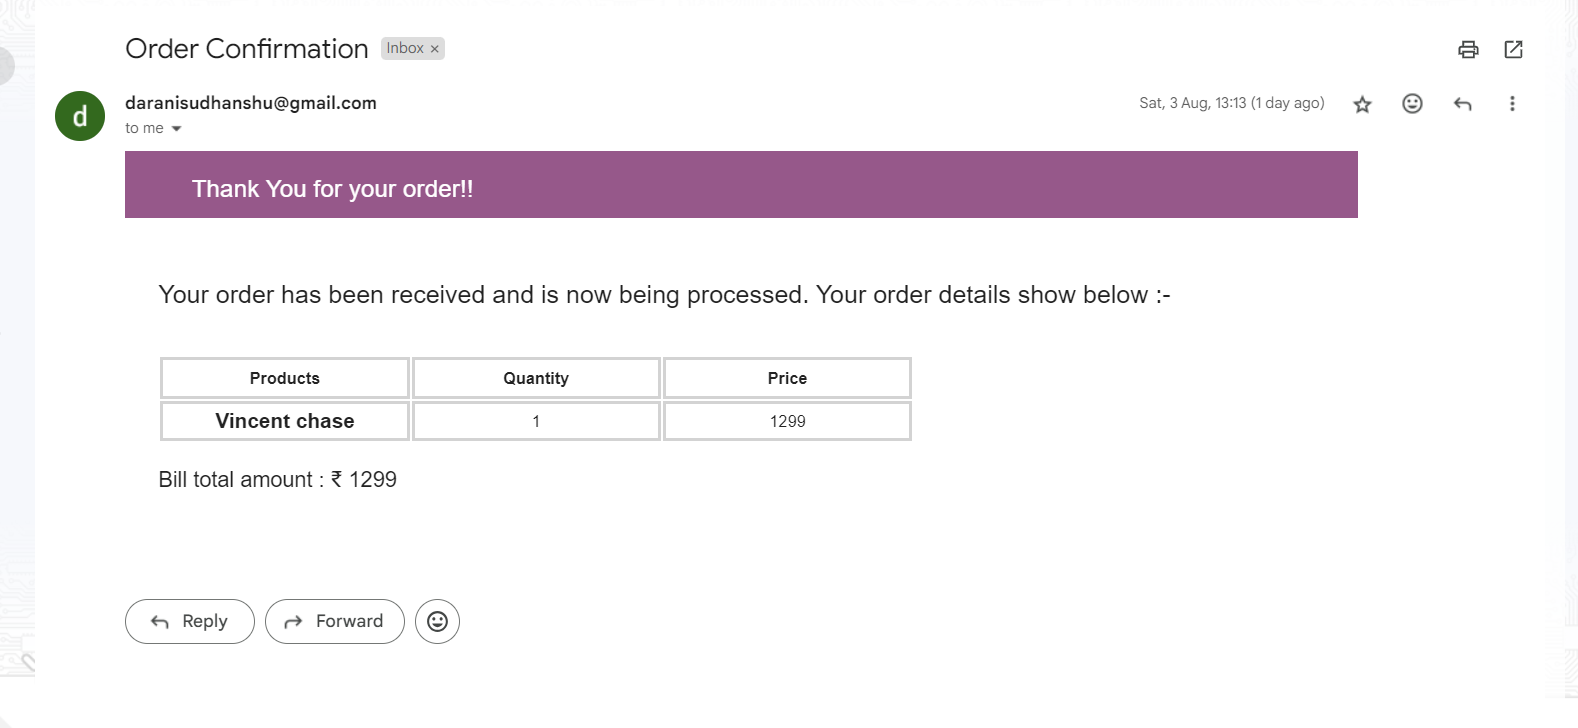 Order Confirmation Inbox ×
daranisudhanshu@gmail.com Sat, 3 Aug, 13:13 (1 day ago)
d
to me
Thank You for your order!!
Your order has been received and is now being processed. Your order details show below :-
Products Quantity Price
Vincent chase 1 1299
Bill total amount : ₹ 1299
Reply Forward